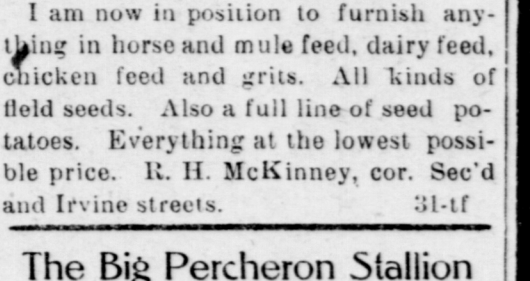 I am now in position to furnish any-
thing in horse and mule feed, dairy feed,
chicken feed and grits. All kinds of
field seeds. Also a full line of seed po-
tatoes. Everything at the lowest possi-
ble price. R. H. McKinney, cor. Sec'd
and Irvine streets. 31-tf
The Big Percheron Stallion